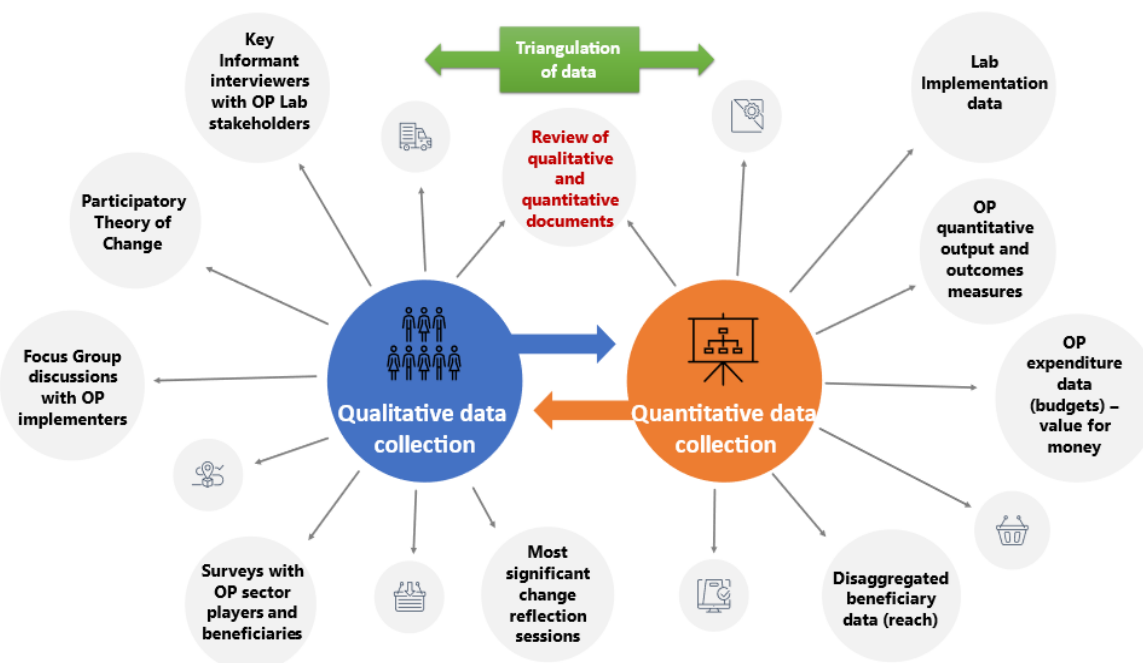 Triangulation
of data
Key
Informant
interviewers
with OP Lab
stakeholders
Review of
qualitative
and
quantitative
documents
Lab
Implementation
data
Participatory
Theory of
Change
OP
quantitative
output and
outcomes
measures
Focus Group
discussions
with OP
implementers
Qualitative data
collection
Quantitative data
collection
OP
expenditure
data
(budgets) –
value for
money
Surveys with
OP sector
players and
beneficiaries
Most
significant
change
reflection
sessions
Disaggregated
beneficiary
data (reach)